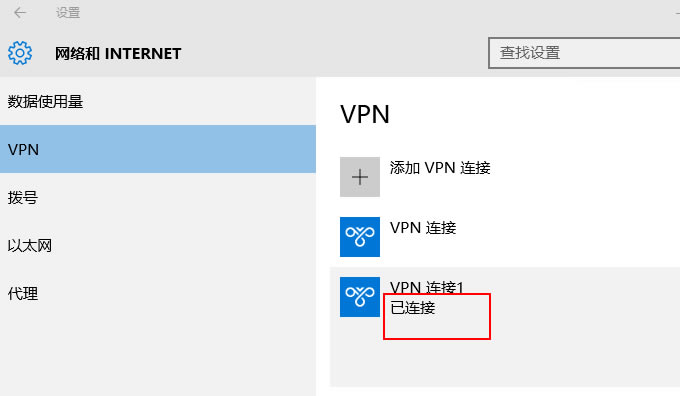 设置
网络和 INTERNET
查找设置
数据使用量
VPN
拨号
以太网
代理
VPN
添加 VPN 连接
VPN 连接
VPN 连接1
已连接